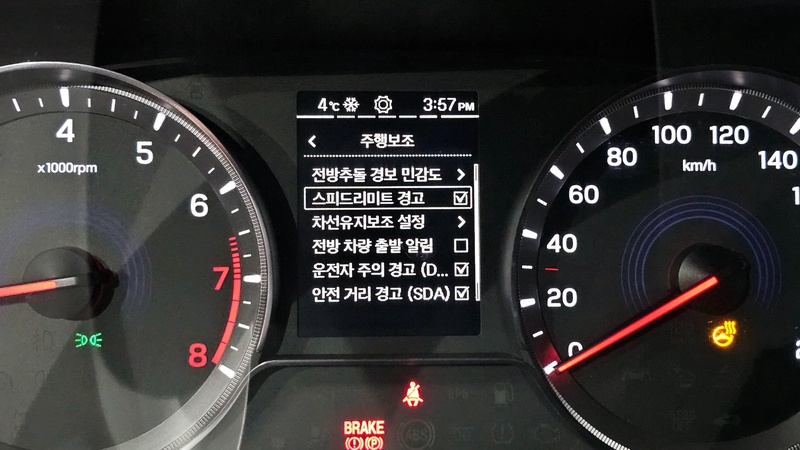 4℃ 3:57PM
< 주행보조
전방추돌 경보 민감도 >
스피드리미트 경고
차선유지보조 설정 >
전방 차량 출발 알림
운전자 주의 경고 (D...
안전 거리 경고 (SDA)
4
5
6
7
8
x1000rpm
0
20
40
60
80
100
120
140
km/h
BRAKE
(!) (P)
ABS